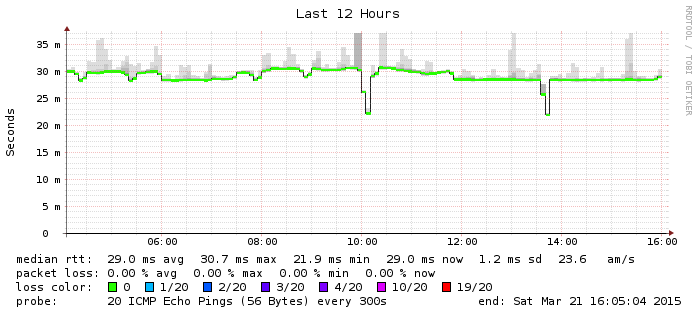 Last 12 Hours
RRDTOOL / TOBI OETIKER
Seconds
35 m
30 m
25 m
20 m
15 m
10 m
5 m
0
06:00 08:00 10:00 12:00 14:00 16:00
median rtt: 29.0 ms avg 30.7 ms max 21.9 ms min 29.0 ms now 1.2 ms sd 23.6 am/s
packet loss: 0.00 % avg 0.00 % max 0.00 % min 0.00 % now
loss color: 0 1/20 2/20 3/20 4/20 10/20 19/20
probe: 20 ICMP Echo Pings (56 Bytes) every 300s end: Sat Mar 21 16:05:04 2015